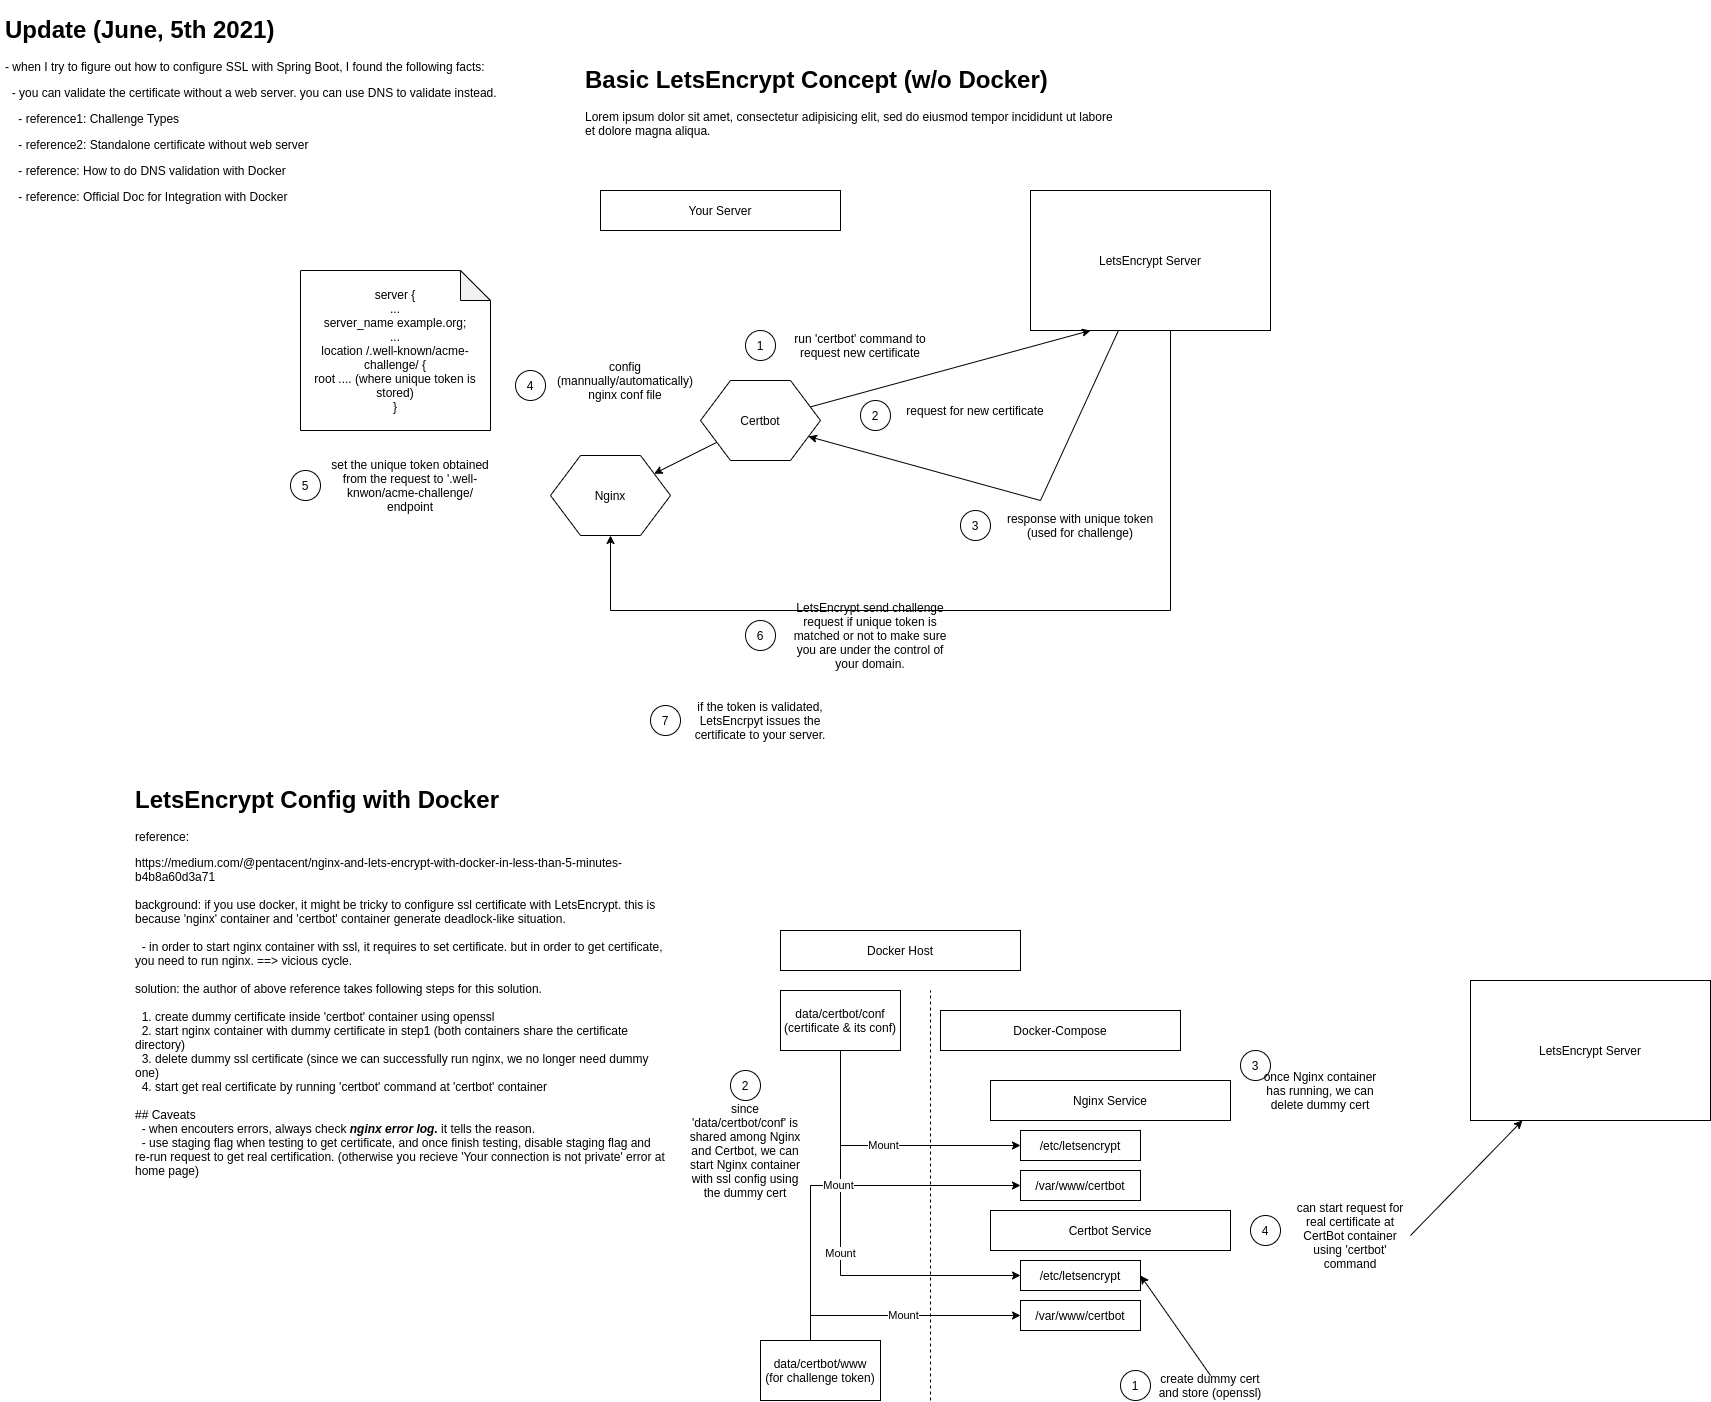 Update (June, 5th 2021)
- when I try to figure out how to configure SSL with Spring Boot, I found the following facts:
- you can validate the certificate without a web server. you can use DNS to validate instead.
- reference1: Challenge Types
- reference2: Standalone certificate without web server
- reference: How to do DNS validation with Docker
- reference: Official Doc for Integration with Docker
Basic LetsEncrypt Concept (w/o Docker)
Lorem ipsum dolor sit amet, consectetur adipisicing elit, sed do eiusmod tempor incididunt ut labore
et dolore magna aliqua.
Your Server
LetsEncrypt Server
server {
...
server_name example.org;
...
location /.well-known/acme-
challenge/ {
root .... (where unique token is
stored)
}
1
run 'certbot' command to
request new certificate
4
config
(mannually/automatically)
nginx conf file
Certbot
2
request for new certificate
5
set the unique token obtained
from the request to '.well-
knwon/acme-challenge/
endpoint
Nginx
3
response with unique token
(used for challenge)
6
LetsEncrypt send challenge
request if unique token is
matched or not to make sure
you are under the control of
your domain.
7
if the token is validated,
LetsEncrpyt issues the
certificate to your server.
LetsEncrypt Config with Docker
reference:
https://medium.com/@pentacent/nginx-and-lets-encrypt-with-docker-in-less-than-5-minutes-
b4b8a60d3a71
background: if you use docker, it might be tricky to configure ssl certificate with LetsEncrypt. this is
because 'nginx' container and 'certbot' container generate deadlock-like situation.
- in order to start nginx container with ssl, it requires to set certificate. but in order to get certificate,
you need to run nginx. ==> vicious cycle.
solution: the author of above reference takes following steps for this solution.
1. create dummy certificate inside 'certbot' container using openssl
2. start nginx container with dummy certificate in step1 (both containers share the certificate
directory)
3. delete dummy ssl certificate (since we can successfully run nginx, we no longer need dummy
one)
4. start get real certificate by running 'certbot' command at 'certbot' container
## Caveats
- when encouters errors, always check nginx error log. it tells the reason.
- use staging flag when testing to get certificate, and once finish testing, disable staging flag and
re-run request to get real certification. (otherwise you recieve 'Your connection is not private' error at
home page)
Docker Host
data/certbot/conf
(certificate & its conf)
Docker-Compose
LetsEncrypt Server
2
since
'data/certbot/conf' is
shared among Nginx
and Certbot, we can
start Nginx container
with ssl config using
the dummy cert
3
once Nginx container
has running, we can
delete dummy cert
Nginx Service
Mount
/etc/letsencrypt
Mount
/var/www/certbot
Certbot Service
4
can start request for
real certificate at
CertBot container
using 'certbot'
command
Mount
/etc/letsencrypt
Mount
/var/www/certbot
data/certbot/www
(for challenge token)
1
create dummy cert
and store (openssl)